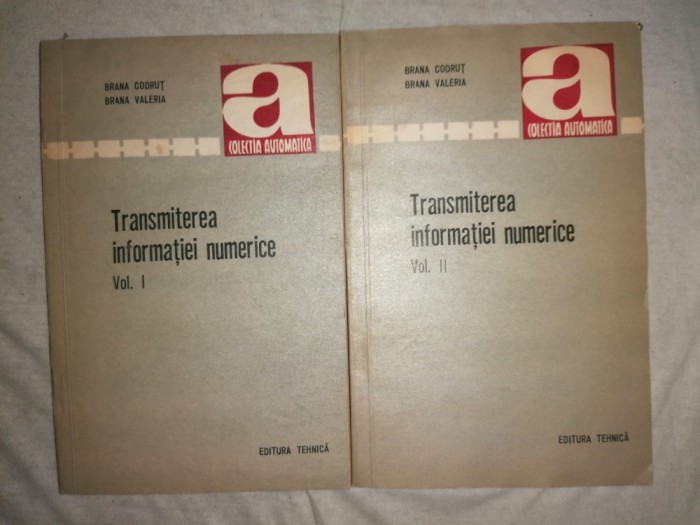 BRANA CODRUȚ
BRANA VALERIA
a
COLECȚIA AUTOMATICA
Transmiterea
informației numerice
Vol. I
EDITURA TEHNICĂ
BRANA CODRUȚ
BRANA VALERIA
a
COLECȚIA AUTOMATICA
Transmiterea
informației numerice
Vol. II
EDITURA TEHNICĂ